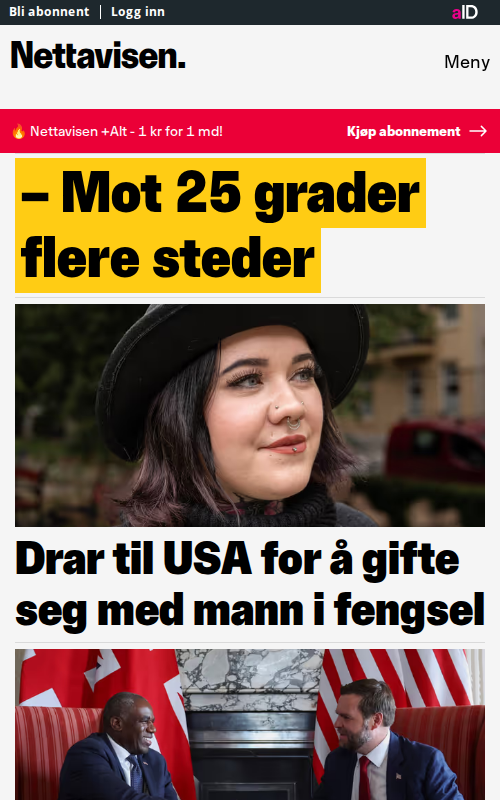 Bli abonnent | Logg inn
aID
Nettavisen.
Meny
🔥 Nettavisen +Alt - 1 kr for 1 md!
Kjøp abonnement →
– Mot 25 grader
flere steder
Drar til USA for å gifte
seg med mann i fengsel